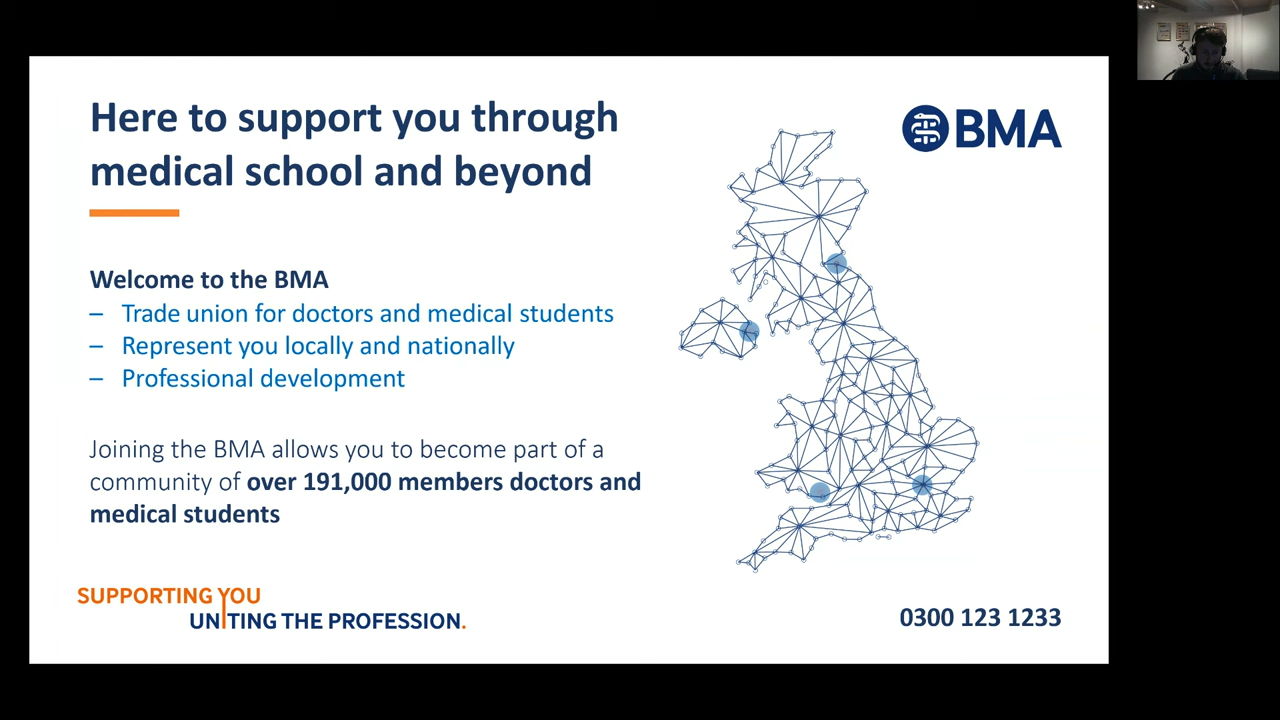 Here to support you through
medical school and beyond
BMA
Welcome to the BMA
– Trade union for doctors and medical students
– Represent you locally and nationally
– Professional development
Joining the BMA allows you to become part of a
community of over 191,000 members doctors and
medical students
SUPPORTING YOU
UNITING THE PROFESSION.
0300 123 1233